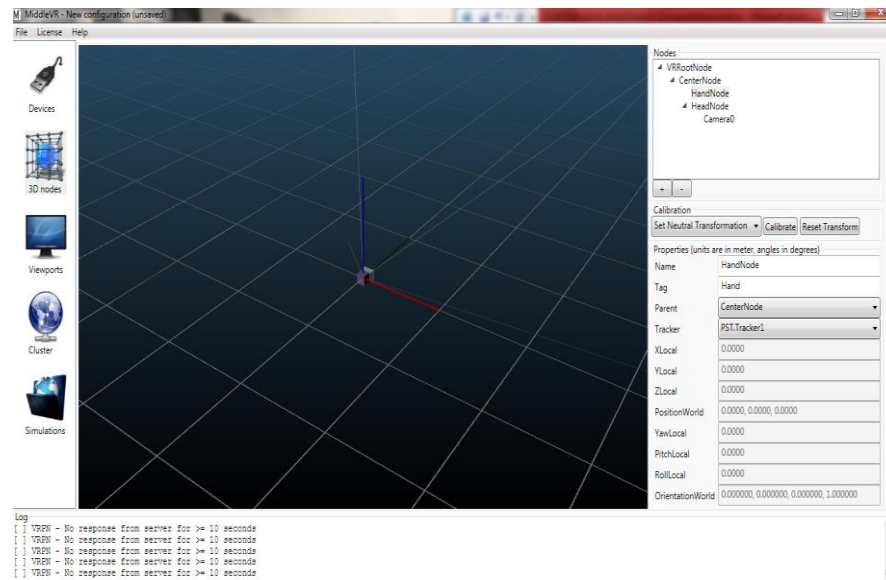 M MiddleVR - New configuration (unsaved)
File License Help
Devices
3D nodes
Viewports
Cluster
Simulations
Nodes
VRRootNode
CenterNode
HandNode
HeadNode
Camera0
+ -
Calibration
Set Neutral Transformation Calibrate Reset Transform
Properties (units are in meter, angles in degrees)
Name HandNode
Tag Hand
Parent CenterNode
Tracker PST.Tracker1
XLocal 0.0000
YLocal 0.0000
ZLocal 0.0000
PositionWorld 0.0000, 0.0000, 0.0000
YawLocal 0.0000
PitchLocal 0.0000
RollLocal 0.0000
OrientationWorld 0.000000, 0.000000, 0.000000, 1.000000
Log
[ ] VRPN - No response from server for >= 10 seconds
[ ] VRPN - No response from server for >= 10 seconds
[ ] VRPN - No response from server for >= 10 seconds
[ ] VRPN - No response from server for >= 10 seconds
[ ] VRPN - No response from server for >= 10 seconds